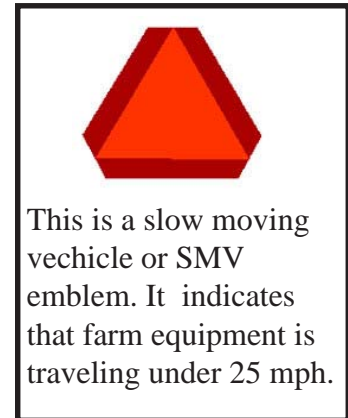 This is a slow moving
vechicle or SMV
emblem. It indicates
that farm equipment is
traveling under 25 mph.